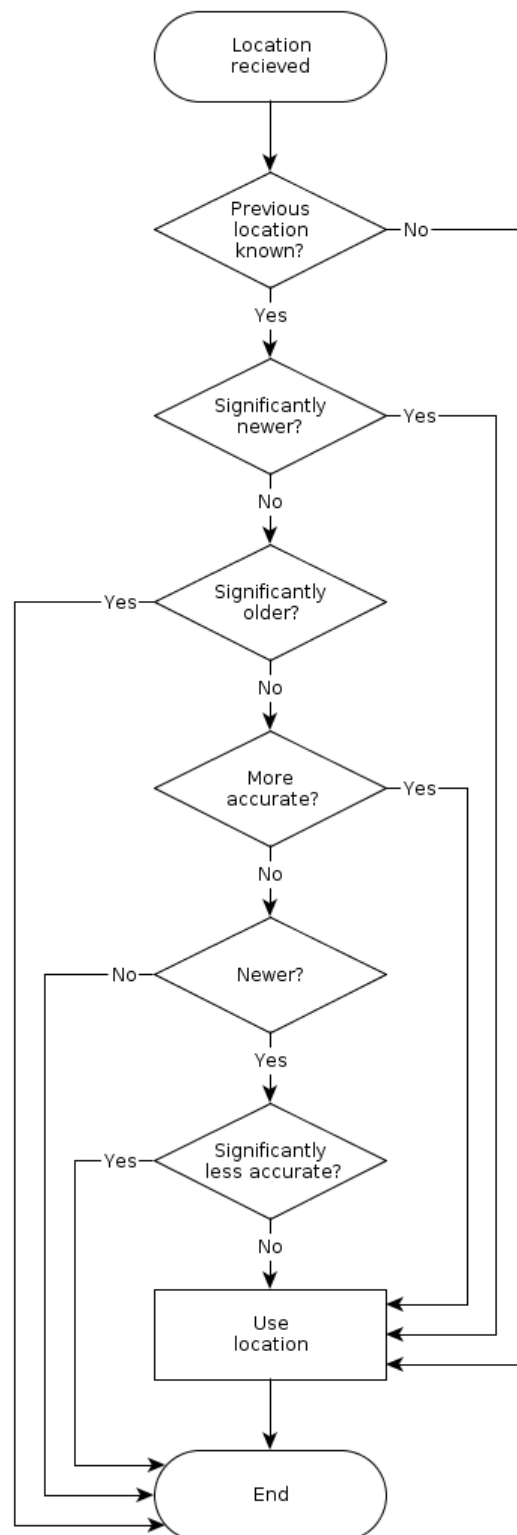 Location
recieved
Previous
location
known?
No
Yes
Significantly
newer?
Yes
No
Yes
Significantly
older?
No
More
accurate?
Yes
No
No
Newer?
Yes
Yes
Significantly
less accurate?
No
Use
location
End